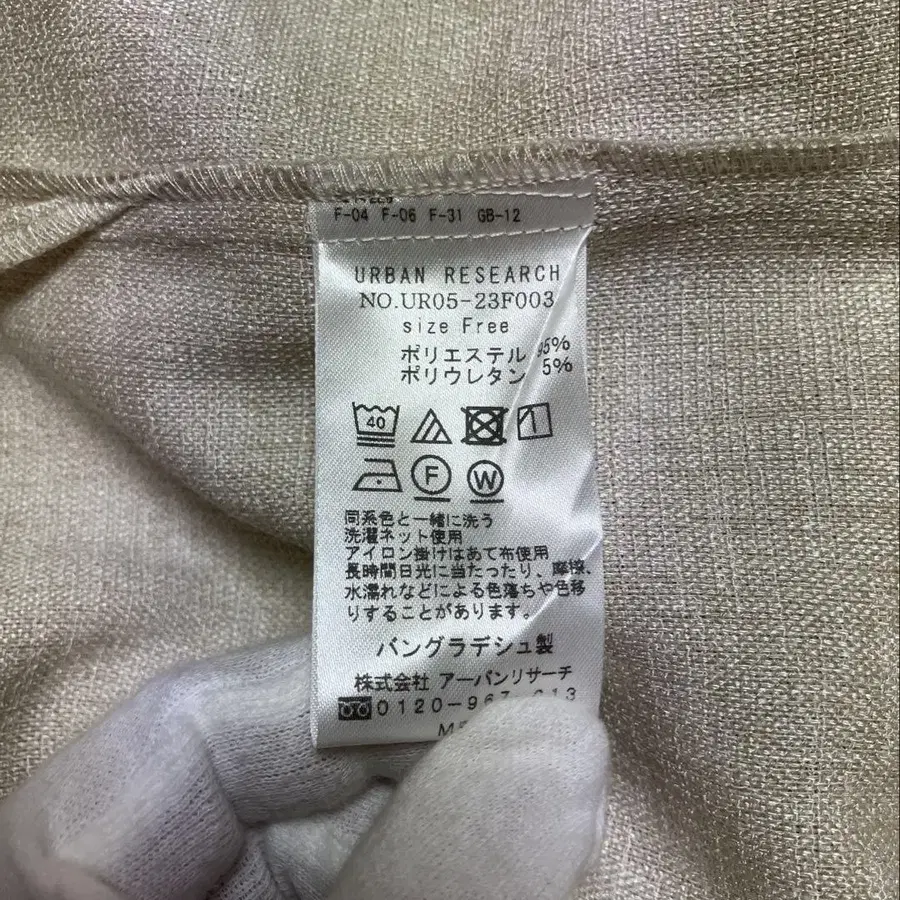 F-04 F-06 F-31 GB-12
URBAN RESEARCH
NO.UR05-23F003
size Free
ポリエステル 95%
ポリウレタン 5%
40
F W
同系色と一緒に洗う
洗濯ネット使用
アイロン掛けはあて布使用
長時間日光に当たったり、摩擦、
水濡れなどによる色落ちや色移
りすることがあります。
バングラデシュ製
株式会社 アーバンリサーチ